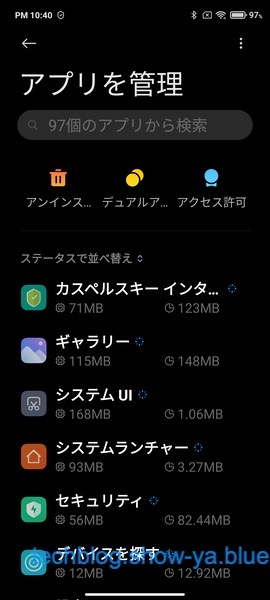 PM 10:40 97%
アプリを管理
97個のアプリから検索
アンインス... デュアルア... アクセス許可
ステータスで並べ替え
カスペルスキー インタ...
71MB 123MB
ギャラリー
115MB 148MB
システム UI
168MB 1.06MB
システムランチャー
93MB 3.27MB
セキュリティ
56MB 82.44MB
デバイスを探す
12MB 12.92MB
techblog.snow-ya.blue